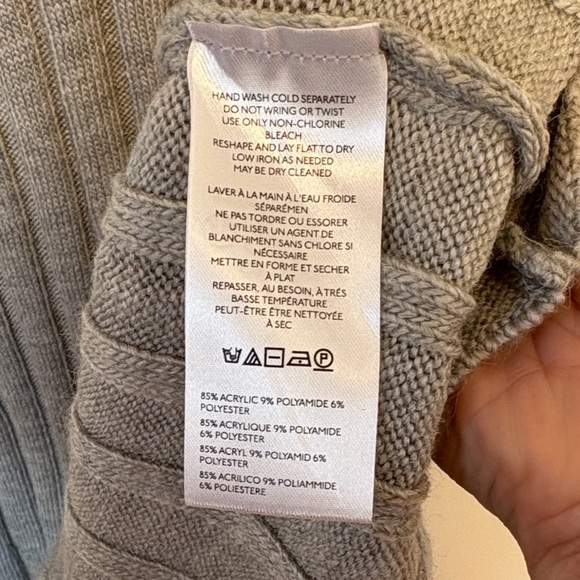 HAND WASH COLD SEPARATELY
DO NOT WRING OR TWIST
USE ONLY NON-CHLORINE
BLEACH
RESHAPE AND LAY FLAT TO DRY
LOW IRON AS NEEDED
MAY BE DRY CLEANED
LAVER À LA MAIN À L'EAU FROIDE
SÉPARÉMEN
NE PAS TORDRE OU ESSORER
UTILISER UN AGENT DE
BLANCHIMENT SANS CHLORE SI
NÉCESSAIRE
METTRE EN FORME ET SECHER
À PLAT
REPASSER, AU BESOIN, À TRÉS
BASSE TEMPÉRATURE
PEUT-ÊTRE ÊTRE NETTOYÉE
À SEC
P
85% ACRYLIC 9% POLYAMIDE 6%
POLYESTER
85% ACRYLIQUE 9% POLYAMIDE
6% POLYESTER
85% ACRYL 9% POLYAMID 6%
POLYESTER
85% ACRILICO 9% POLIAMMIDE
6% POLIESTERE